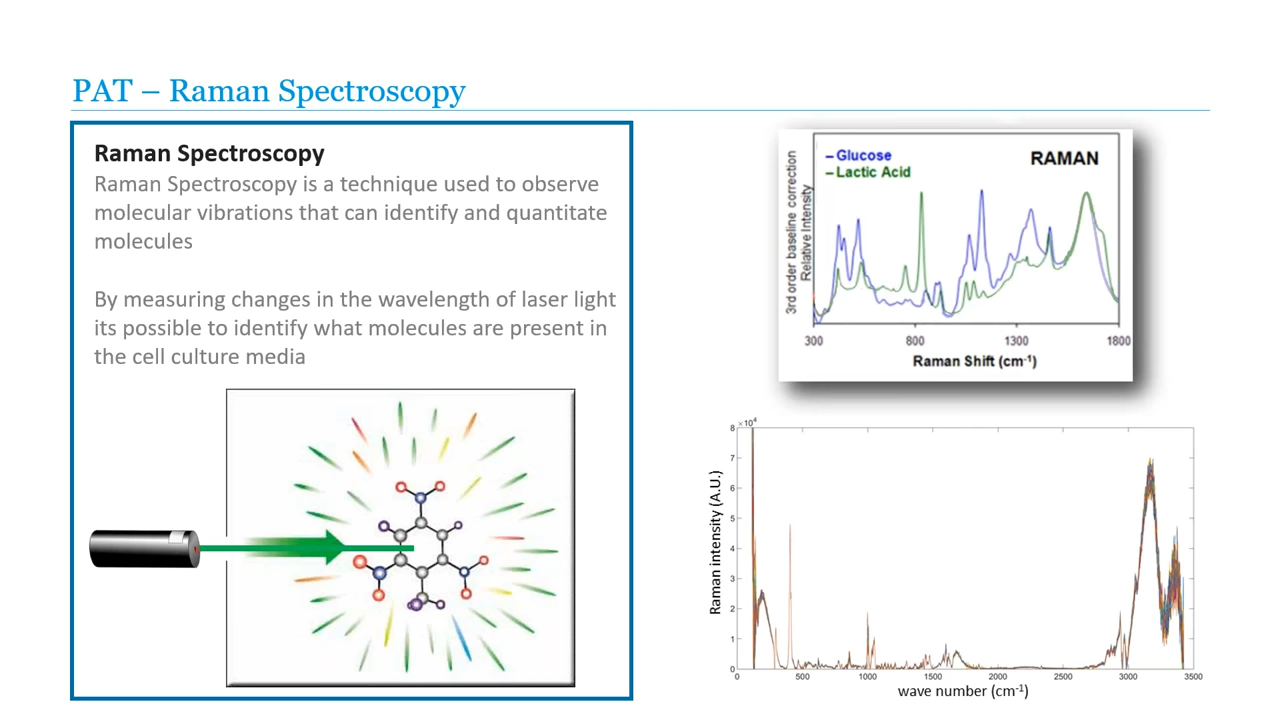 PAT – Raman Spectroscopy
Raman Spectroscopy
Raman Spectroscopy is a technique used to observe
molecular vibrations that can identify and quantitate
molecules
By measuring changes in the wavelength of laser light
its possible to identify what molecules are present in
the cell culture media
3rd order baseline correction
Relative Intensity
– Glucose
– Lactic Acid
RAMAN
300 800 1300 1800
Raman Shift (cm⁻¹)
×10⁴
8
7
6
5
4
3
2
1
0
Raman intensity (A.U.)
0 500 1000 1500 2000 2500 3000 3500
wave number (cm⁻¹)